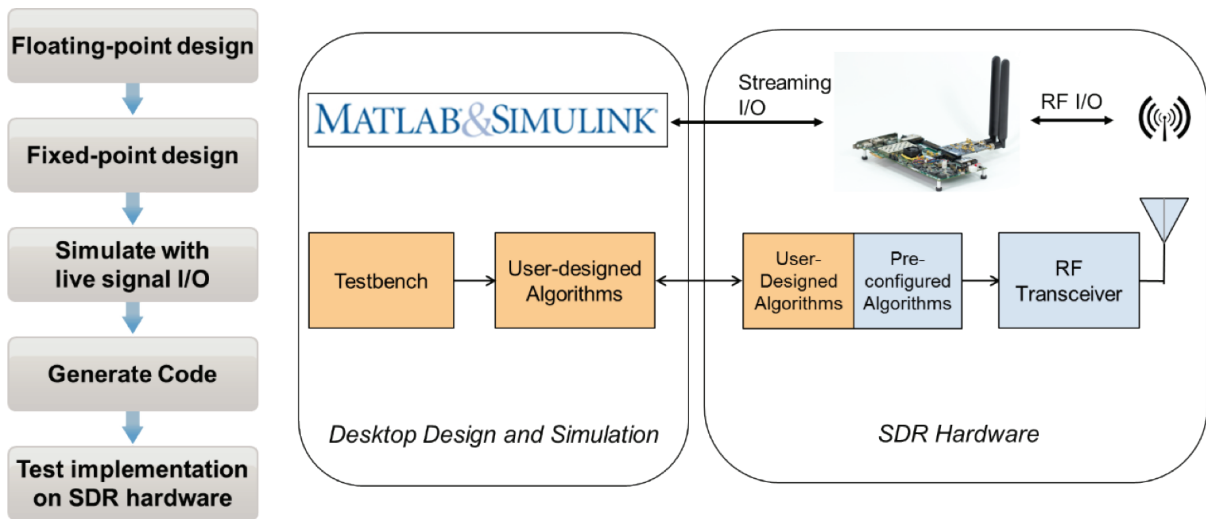 Floating-point design
Fixed-point design
Simulate with
live signal I/O
Generate Code
Test implementation
on SDR hardware
MATLAB&SIMULINK®
Testbench
User-designed
Algorithms
Desktop Design and Simulation
Streaming
I/O
RF I/O
User-
Designed
Algorithms
Pre-
configured
Algorithms
RF
Transceiver
SDR Hardware